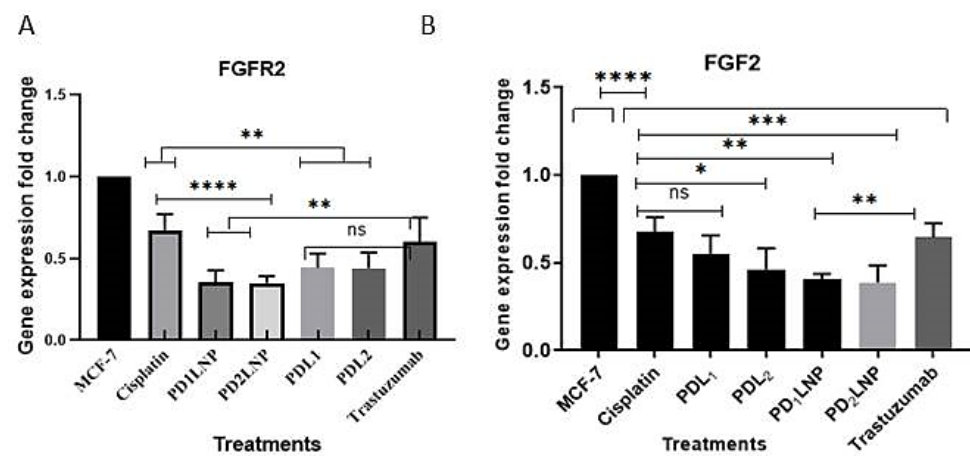 A
FGFR2
Gene expression fold change
1.5
1.0
0.5
0.0
**
****
**
ns
MCF-7
Cisplatin
PD1LNP
PD2LNP
PDL1
PDL2
Trastuzumab
Treatments
B
FGF2
Gene expression fold change
1.5
1.0
0.5
0.0
****
***
**
*
ns
**
MCF-7
Cisplatin
PDL₁
PDL₂
PD₁LNP
PD₂LNP
Trastuzumab
Treatments